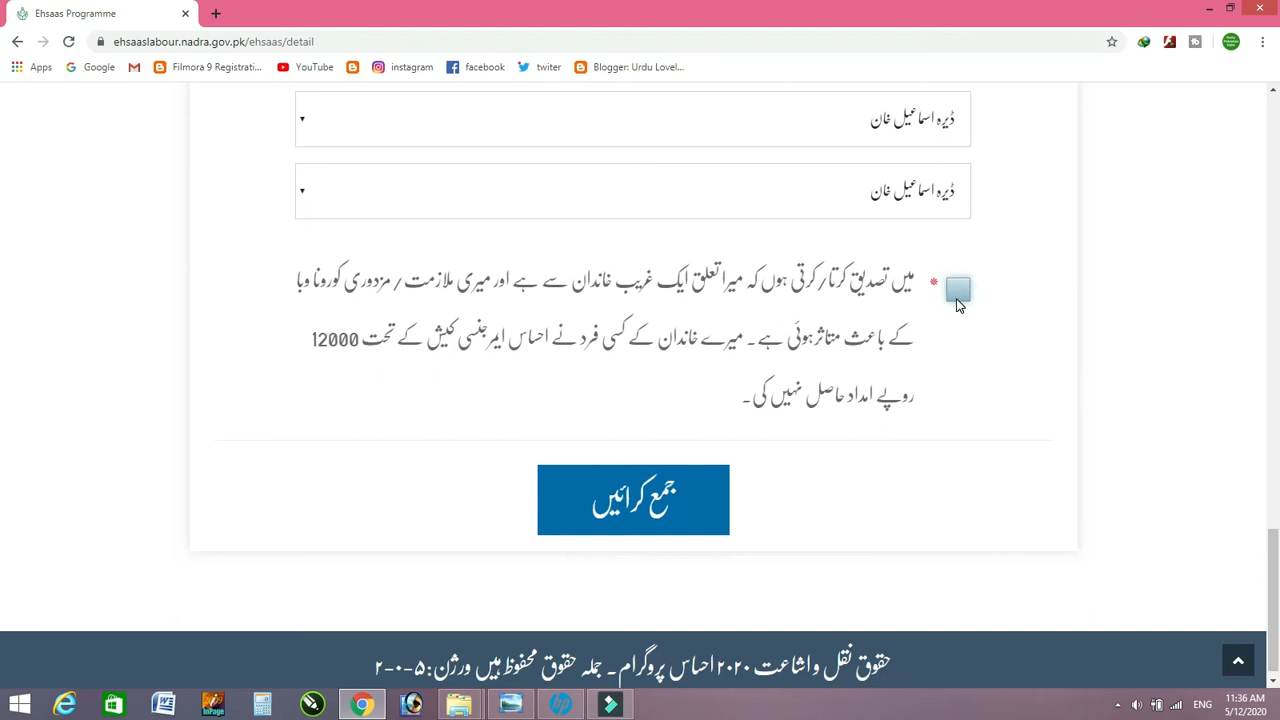 Ehsaas Programme
ehsaaslabour.nadra.gov.pk/ehsaas/detail
Apps Google Filmora 9 Registrati... YouTube instagram facebook twiter Blogger: Urdu Lovel...
ڈیرہ اسماعیل خان
ڈیرہ اسماعیل خان
* میں تصدیق کرتا/کرتی ہوں کہ میرا تعلق ایک غریب خاندان سے ہے اور میری ملازمت/مزدوری کورونا وبا
کے باعث متاثر ہوئی ہے۔ میرے خاندان کے کسی فرد نے احساس ایمرجنسی کیش کے تحت 12000
روپے امداد حاصل نہیں کی۔
جمع کرائیں
حقوق نقل و اشاعت ۲۰۲۰ احساس پروگرام۔ جملہ حقوق محفوظ ہیں ورژن:۵-۰-۲
ENG
11:36 AM
5/12/2020